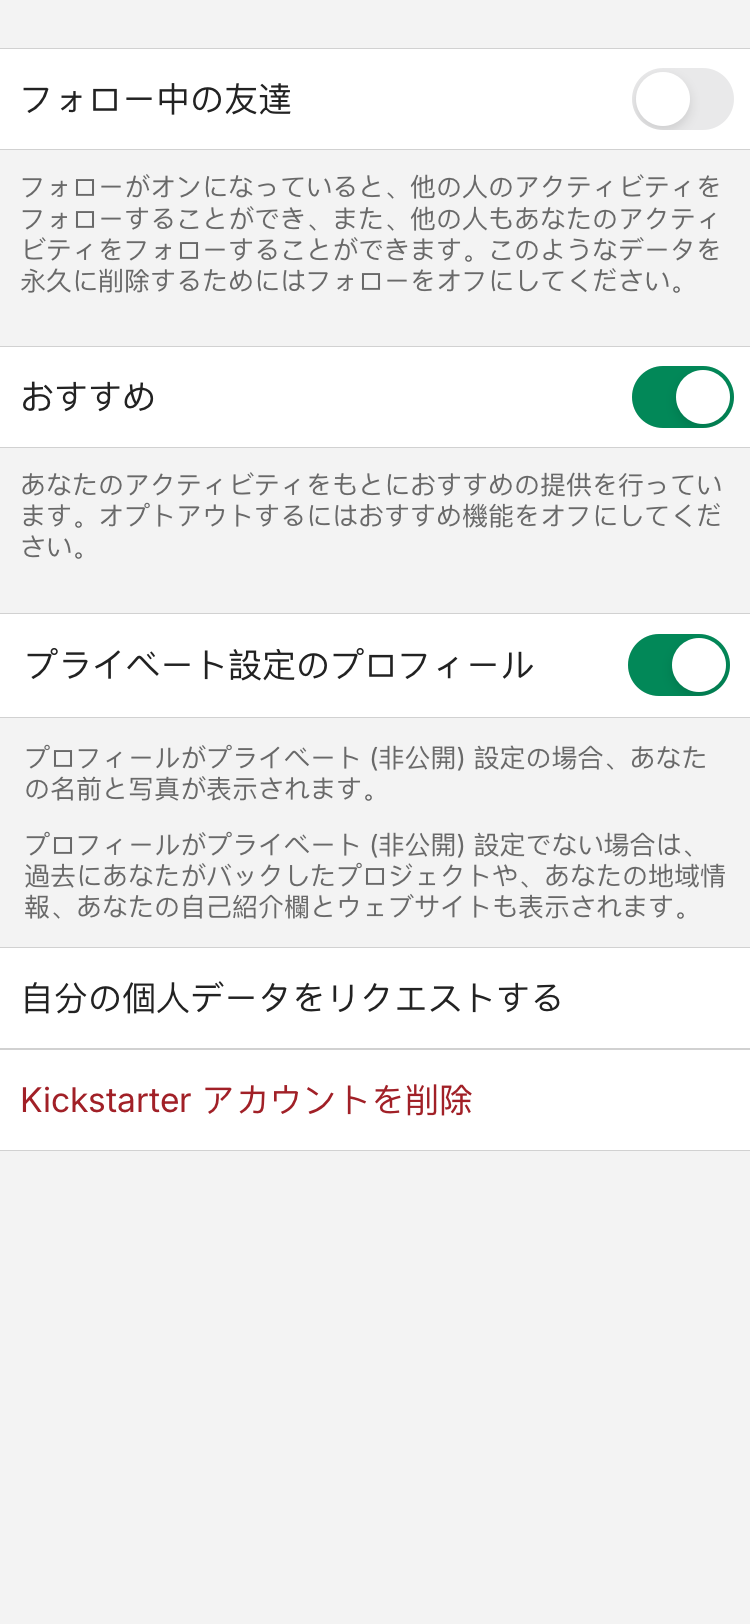 フォロー中の友達
フォローがオンになっていると、他の人のアクティビティを
フォローすることができ、また、他の人もあなたのアクティ
ビティをフォローすることができます。このようなデータを
永久に削除するためにはフォローをオフにしてください。
おすすめ
あなたのアクティビティをもとにおすすめの提供を行ってい
ます。オプトアウトするにはおすすめ機能をオフにしてくだ
さい。
プライベート設定のプロフィール
プロフィールがプライベート (非公開) 設定の場合、あなた
の名前と写真が表示されます。
プロフィールがプライベート (非公開) 設定でない場合は、
過去にあなたがバックしたプロジェクトや、あなたの地域情
報、あなたの自己紹介欄とウェブサイトも表示されます。
自分の個人データをリクエストする
Kickstarter アカウントを削除